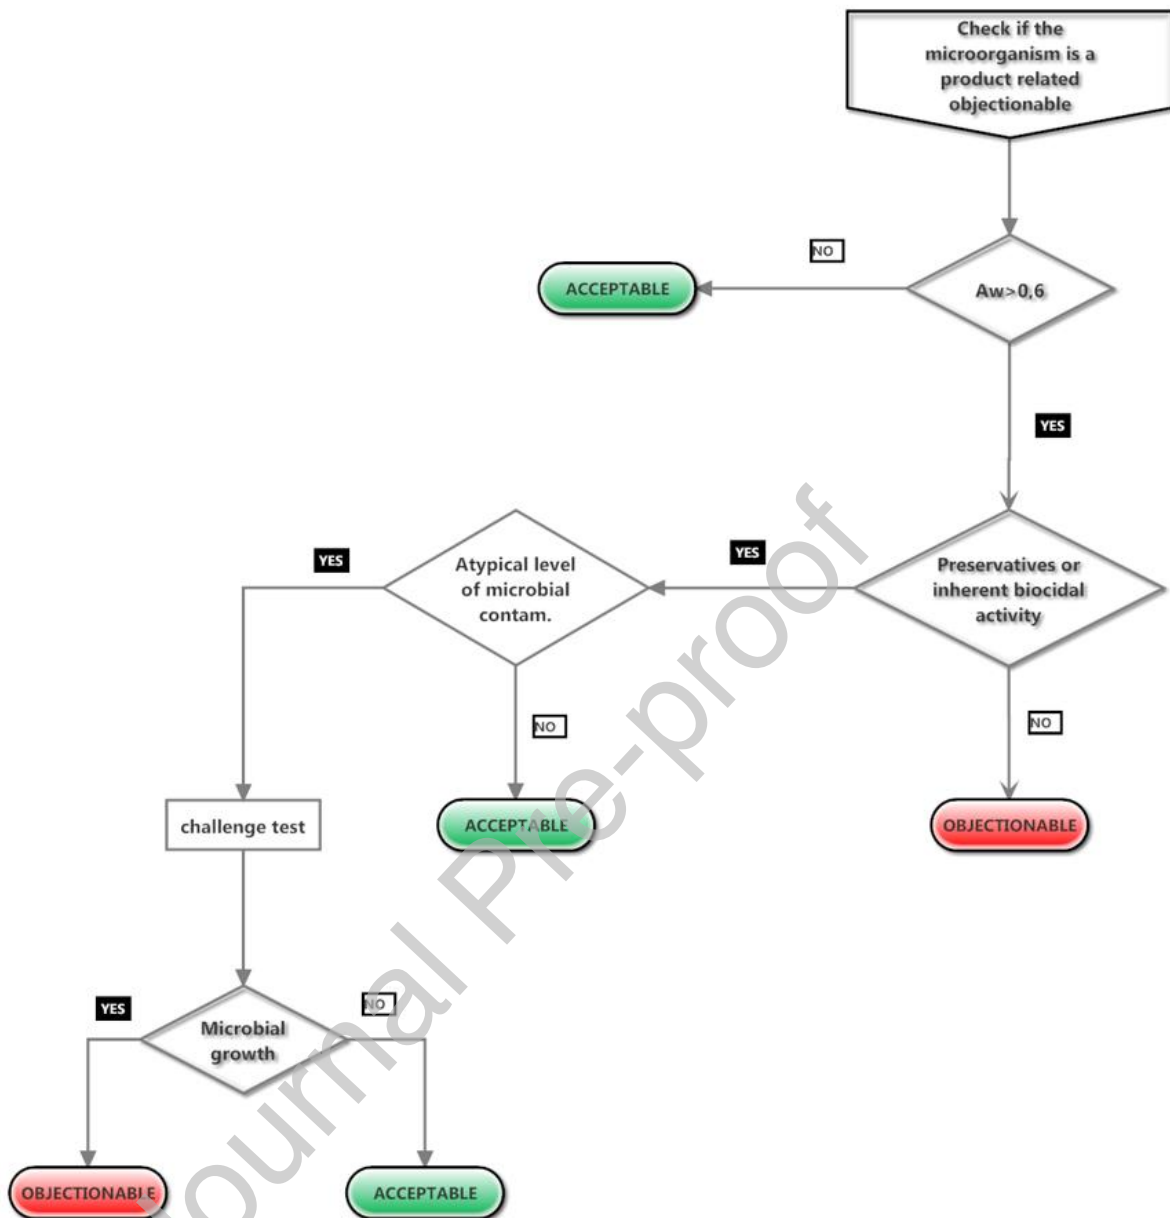 Check if the
microorganism is a
product related
objectionable
NO
ACCEPTABLE
Aw>0,6
YES
YES
Atypical level
of microbial
contam.
YES
Preservatives or
inherent biocidal
activity
NO
NO
challenge test
ACCEPTABLE
OBJECTIONABLE
YES
Microbial
growth
NO
OBJECTIONABLE
ACCEPTABLE
Journal Pre-proof